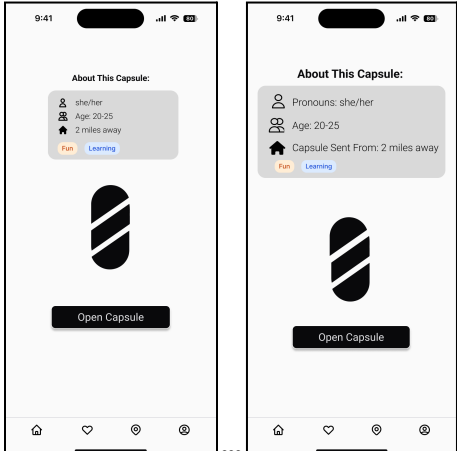 9:41
80
About This Capsule:
she/her
Age: 20-25
2 miles away
Fun Learning
Open Capsule
9:41
80
About This Capsule:
Pronouns: she/her
Age: 20-25
Capsule Sent From: 2 miles away
Fun Learning
Open Capsule